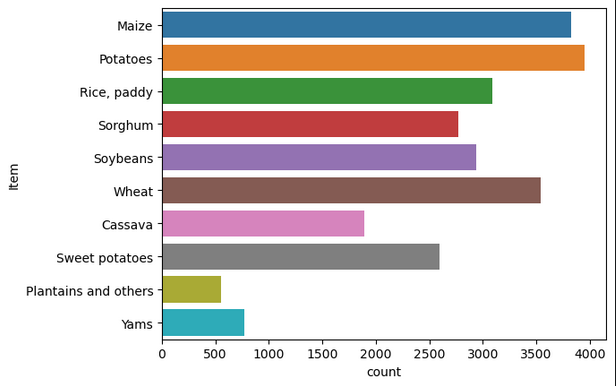 Maize
Potatoes
Rice, paddy
Sorghum
Soybeans
Wheat
Cassava
Sweet potatoes
Plantains and others
Yams
Item
0 500 1000 1500 2000 2500 3000 3500 4000
count